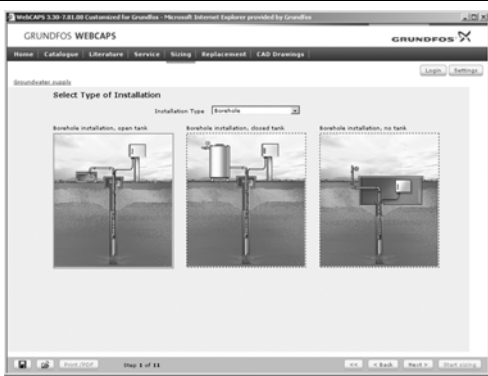 WebCAPS 3.30-7.81.08 Customized for Grundfos - Microsoft Internet Explorer provided by Grundfos
GRUNDFOS WEBCAPS
GRUNDFOS
Home Catalogue Literature Service Sizing Replacement CAD Drawings
Login Settings
Groundwater supply
Select Type of Installation
Installation Type Borehole
Borehole installation, open tank Borehole installation, closed tank Borehole installation, no tank
Print/PDF Step 1 of 11 << < Back Next > Start sizing